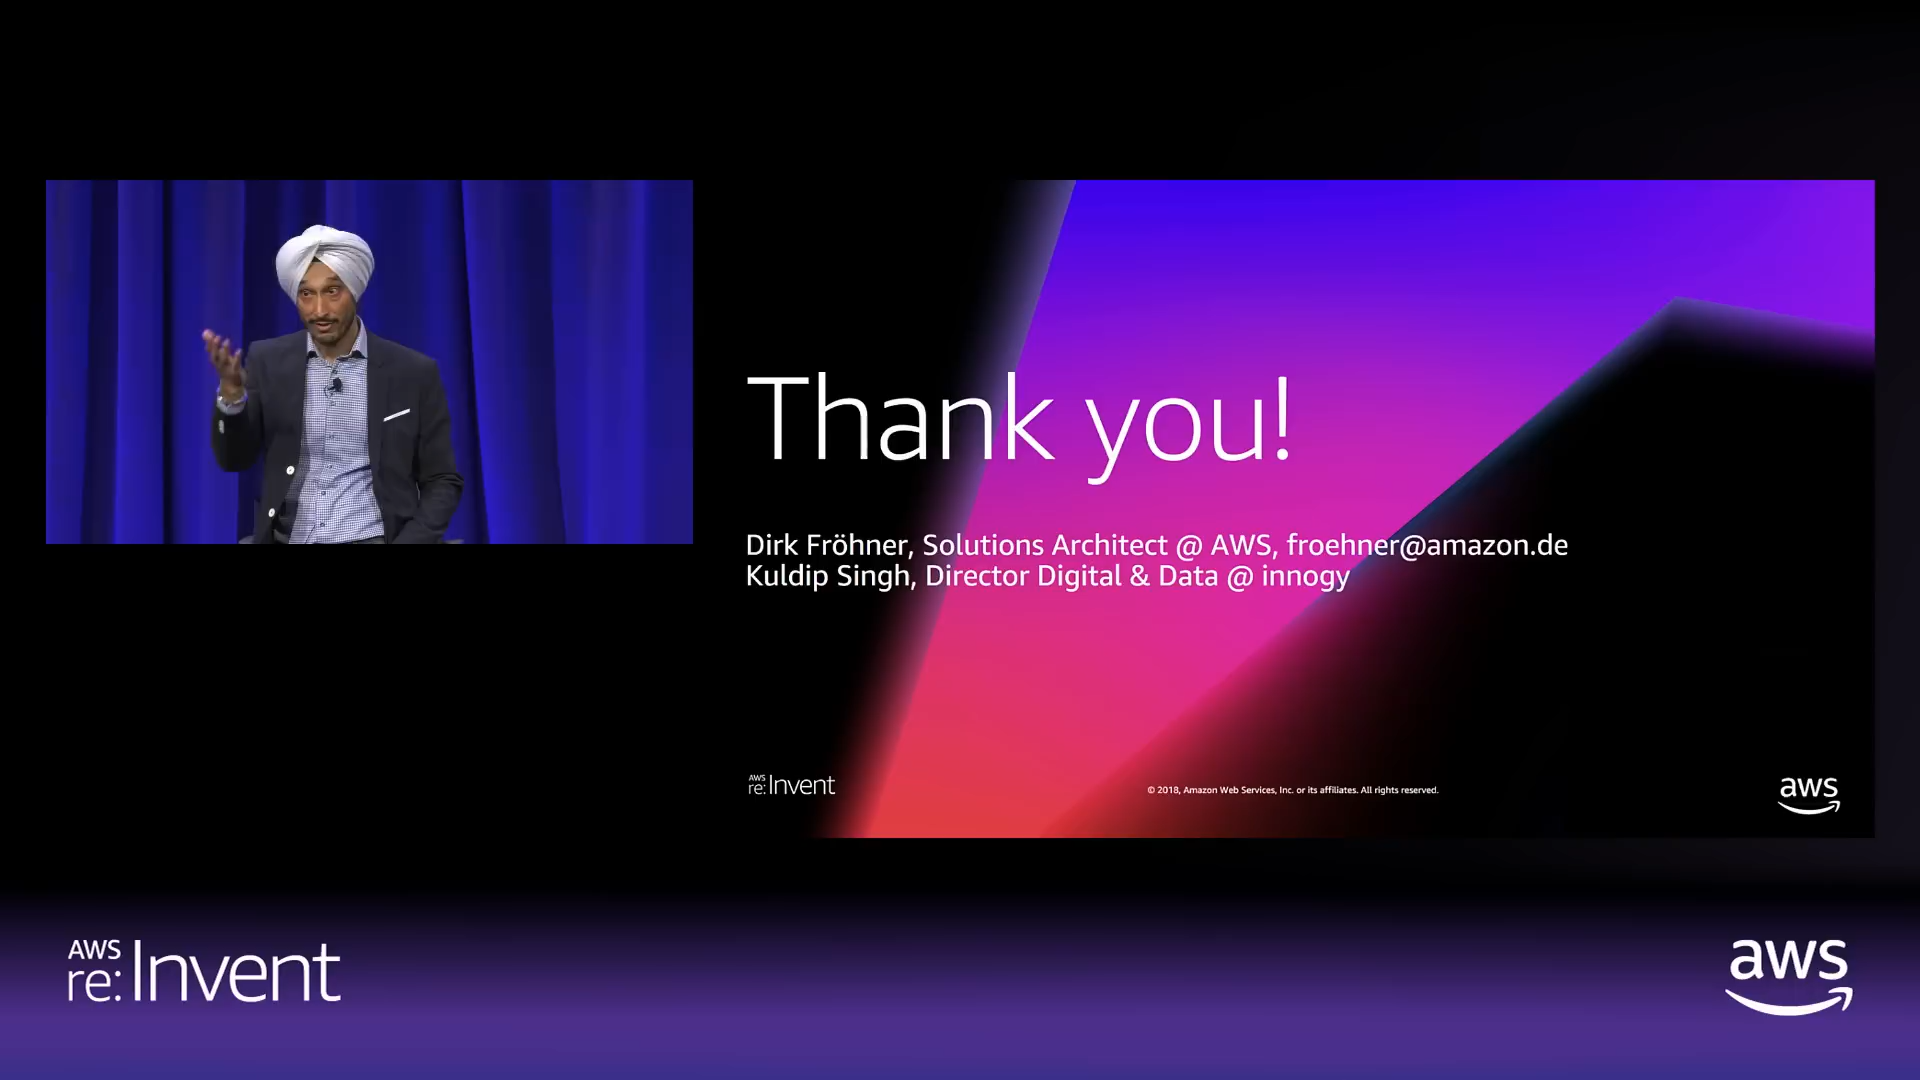 Thank you!
Dirk Fröhner, Solutions Architect @ AWS, froehner@amazon.de
Kuldip Singh, Director Digital & Data @ innogy
AWS
re:Invent
© 2018, Amazon Web Services, Inc. or its affiliates. All rights reserved.
aws
AWS
re:Invent
aws